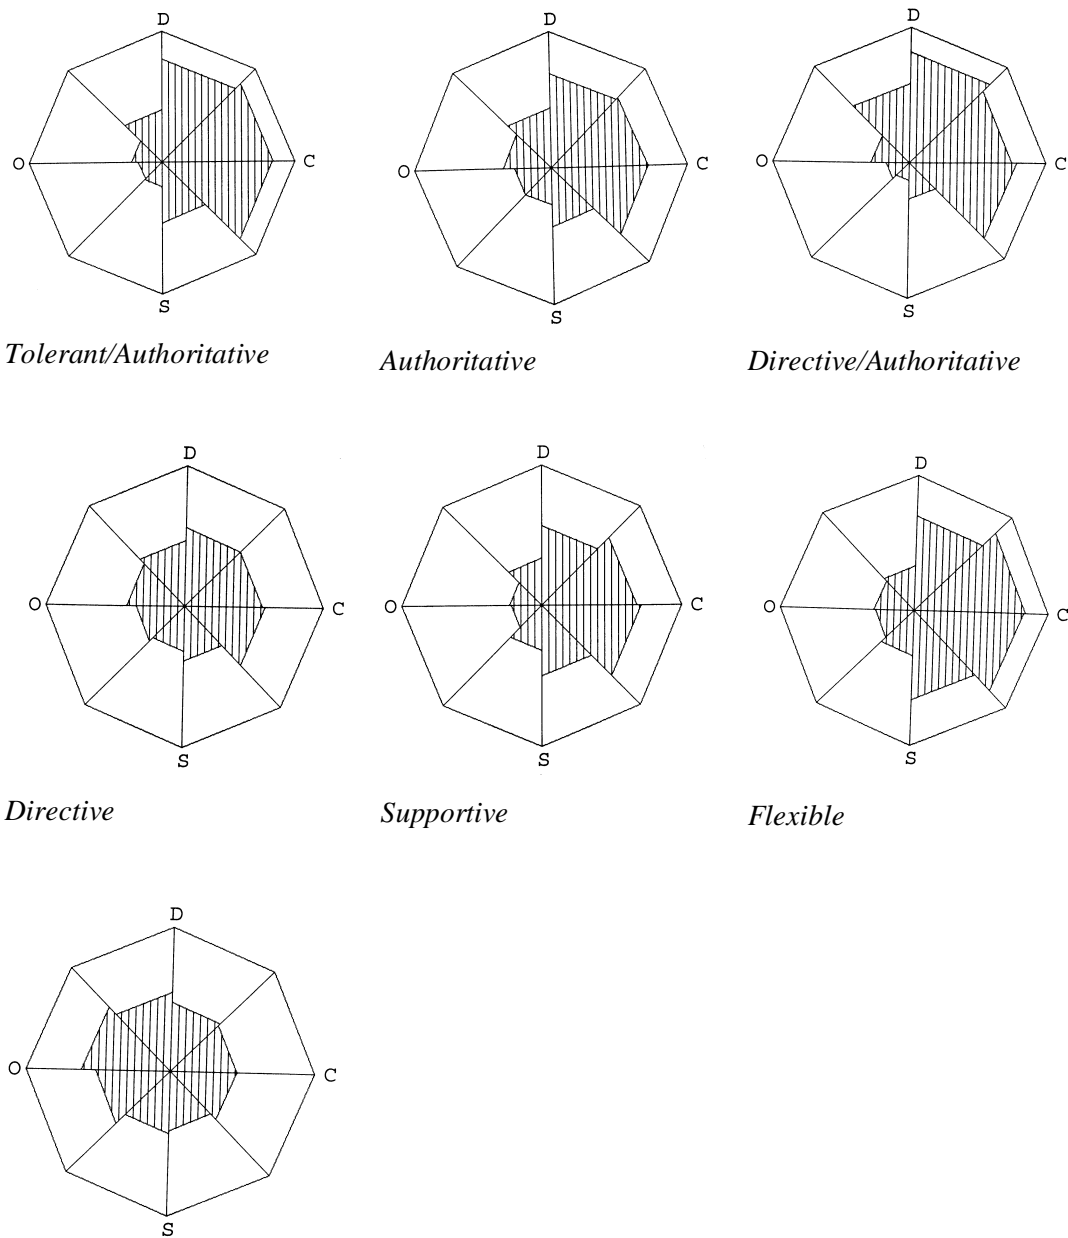 D D D
O C O C O C
S S S
Tolerant/Authoritative Authoritative Directive/Authoritative
D D D
O C O C O C
S S S
Directive Supportive Flexible
D
O C
S